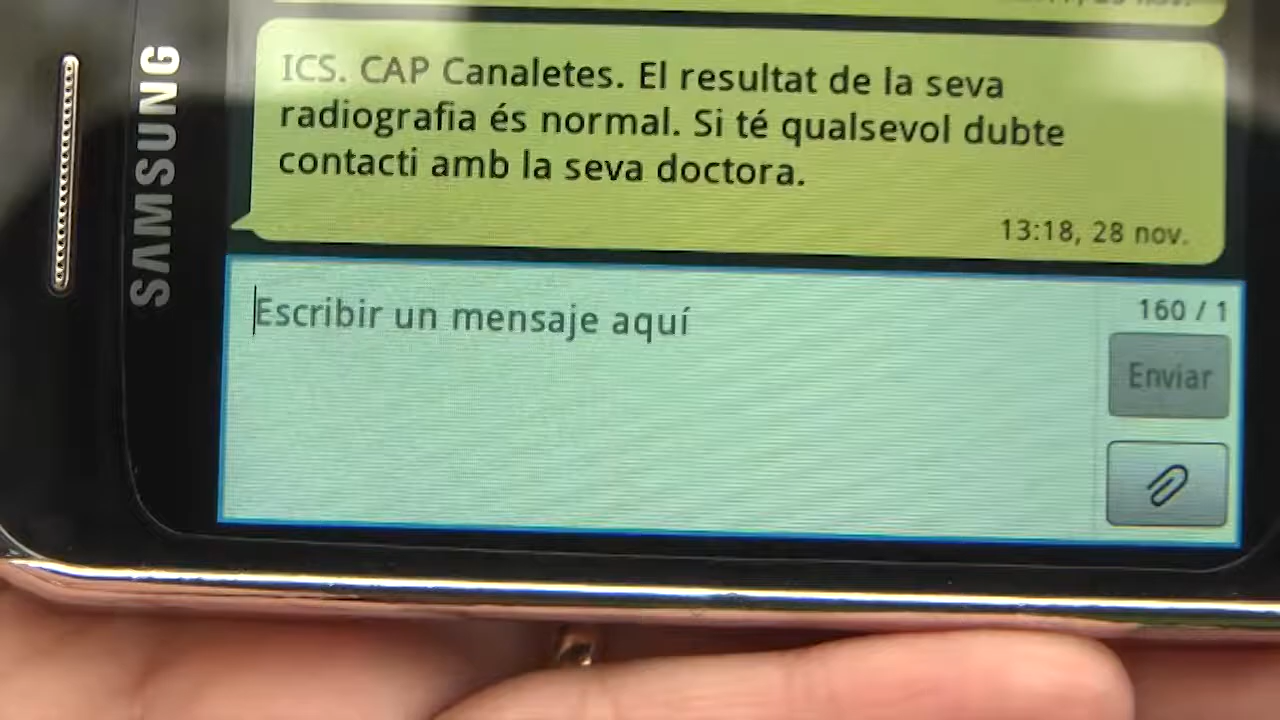 SAMSUNG
ICS. CAP Canaletes. El resultat de la seva
radiografia és normal. Si té qualsevol dubte
contacti amb la seva doctora.
13:18, 28 nov.
Escribir un mensaje aquí
160 / 1
Enviar